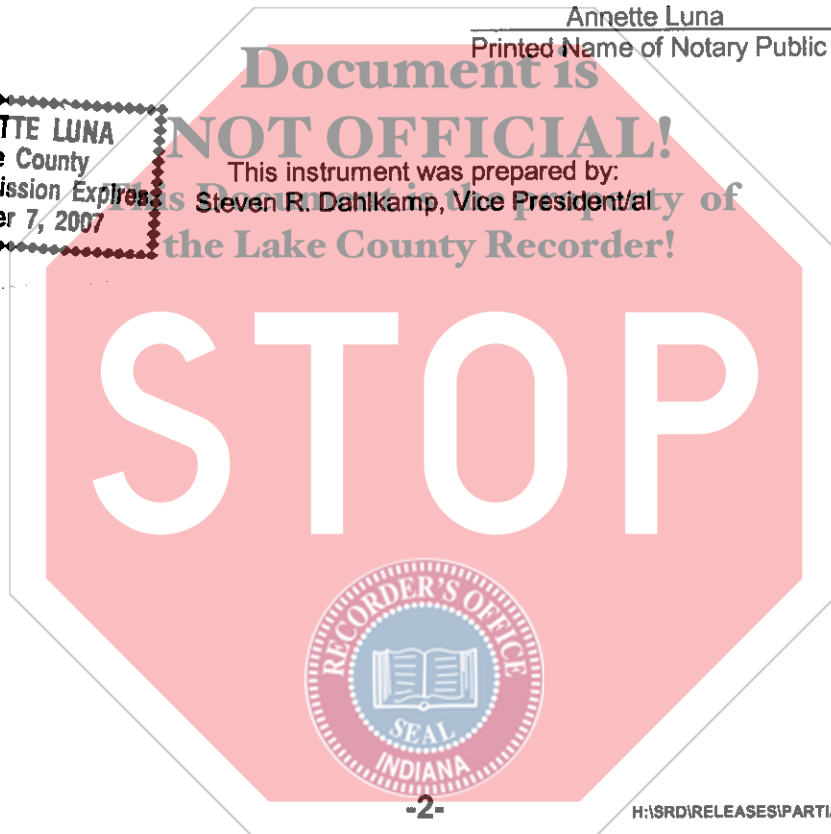 Annette Luna
Printed Name of Notary Public
Document is
NOT OFFICIAL!
This Document is the property of
the Lake County Recorder!
TTE LUNA
e County
ission Expires
er 7, 2007
This instrument was prepared by:
Steven R. Dahlkamp, Vice President/al
STOP
RECORDER'S OFFICE
SEAL
INDIANA
-2-
H:\SRD\RELEASES\PARTIA